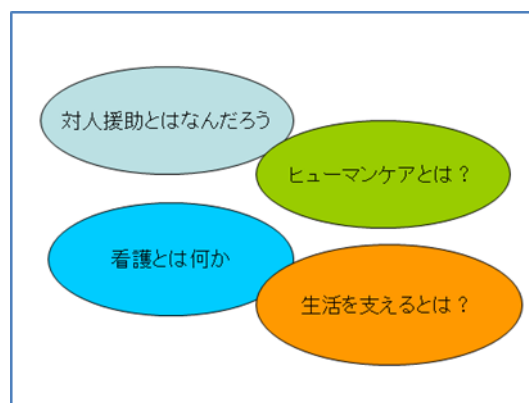 対人援助とはなんだろう
ヒューマンケアとは？
看護とは何か
生活を支えるとは？